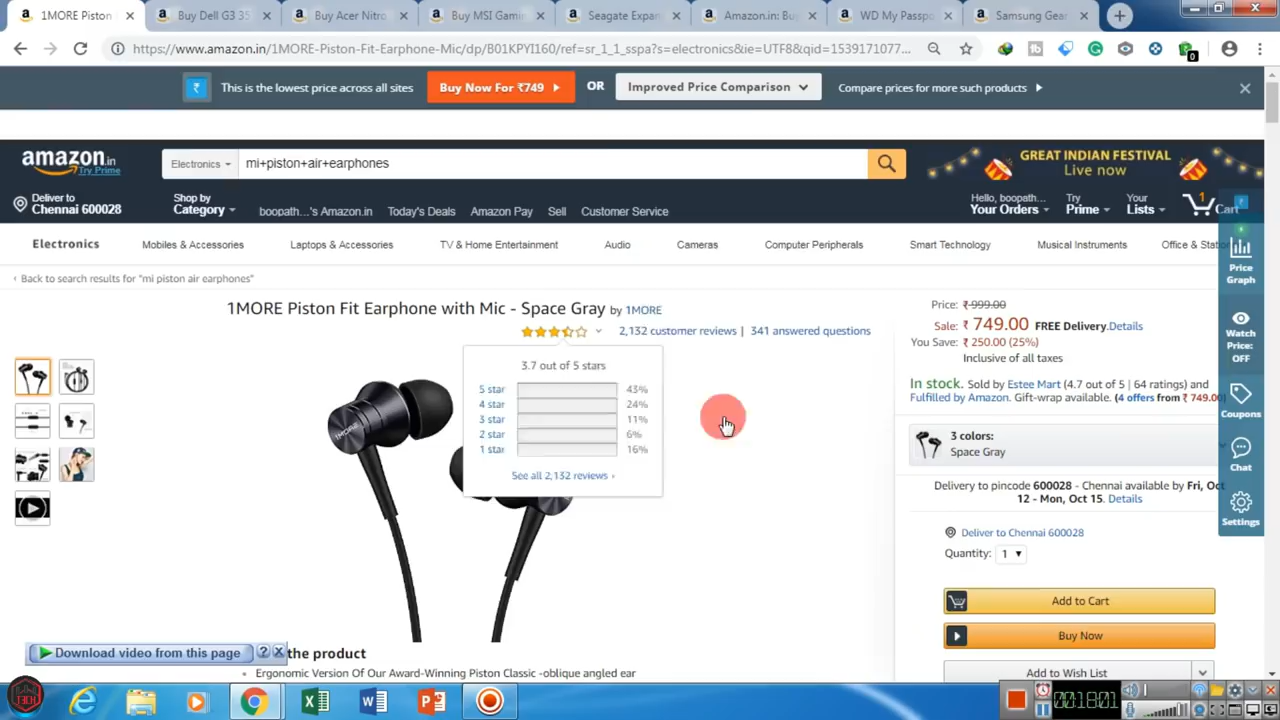 1MORE Piston
Buy Dell G3 35
Buy Acer Nitro
Buy MSI Gami
Seagate Expan
Amazon.in: Bu
WD My Passpo
Samsung Gear
https://www.amazon.in/1MORE-Piston-Fit-Earphone-Mic/dp/B01KPYI160/ref=sr_1_1_sspa?s=electronics&ie=UTF8&qid=1539171077...
0
This is the lowest price across all sites
Buy Now For ₹749
OR
Improved Price Comparison
Compare prices for more such products
amazon.in
Try Prime
Electronics
mi+piston+air+earphones
GREAT INDIAN FESTIVAL
Live now
Deliver to
Chennai 600028
Shop by
Category
boopath...'s Amazon.in
Today's Deals
Amazon Pay
Sell
Customer Service
Hello, boopath...
Your Orders
Try
Prime
Your
Lists
1
Cart
Electronics
Mobiles & Accessories
Laptops & Accessories
TV & Home Entertainment
Audio
Cameras
Computer Peripherals
Smart Technology
Musical Instruments
Office & Statio
‹ Back to search results for "mi piston air earphones"
1MORE Piston Fit Earphone with Mic - Space Gray by 1MORE
2,132 customer reviews | 341 answered questions
3.7 out of 5 stars
5 star 43%
4 star 24%
3 star 11%
2 star 6%
1 star 16%
See all 2,132 reviews ›
Price: ₹ 999.00
Sale: ₹ 749.00 FREE Delivery.Details
You Save: ₹ 250.00 (25%)
Inclusive of all taxes
In stock. Sold by Estee Mart (4.7 out of 5 | 64 ratings) and
Fulfilled by Amazon. Gift-wrap available. (4 offers from ₹ 749.00
3 colors:
Space Gray
Delivery to pincode 600028 - Chennai available by Fri, Oct
12 - Mon, Oct 15. Details
Deliver to Chennai 600028
Quantity: 1
Add to Cart
Buy Now
Add to Wish List
Price
Graph
Watch
Price:
OFF
Coupons
Chat
Settings
Download video from this page
?
the product
Ergonomic Version Of Our Award-Winning Piston Classic -oblique angled ear
00:18:01